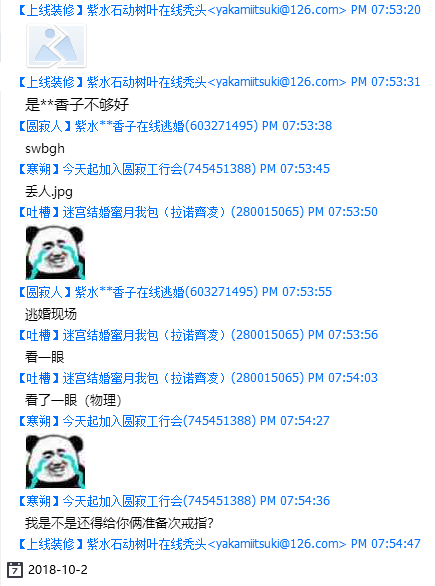 【上线装修】紫水石动树叶在线秃头<yakamiitsuki@126.com> PM 07:53:20
【上线装修】紫水石动树叶在线秃头<yakamiitsuki@126.com> PM 07:53:31
是**香子不够好
【圆寂人】紫水**香子在线逃婚(603271495) PM 07:53:38
swbgh
【寒朔】今天起加入圆寂工行会(745451388) PM 07:53:45
丢人.jpg
【吐槽】迷宫结婚蜜月我包（拉诺齊凌）(280015065) PM 07:53:50
【圆寂人】紫水**香子在线逃婚(603271495) PM 07:53:55
逃婚现场
【吐槽】迷宫结婚蜜月我包（拉诺齊凌）(280015065) PM 07:53:56
看一眼
【吐槽】迷宫结婚蜜月我包（拉诺齊凌）(280015065) PM 07:54:03
看了一眼（物理）
【寒朔】今天起加入圆寂工行会(745451388) PM 07:54:27
【寒朔】今天起加入圆寂工行会(745451388) PM 07:54:36
我是不是还得给你俩准备次戒指?
【上线装修】紫水石动树叶在线秃头<yakamiitsuki@126.com> PM 07:54:47
7 2018-10-2